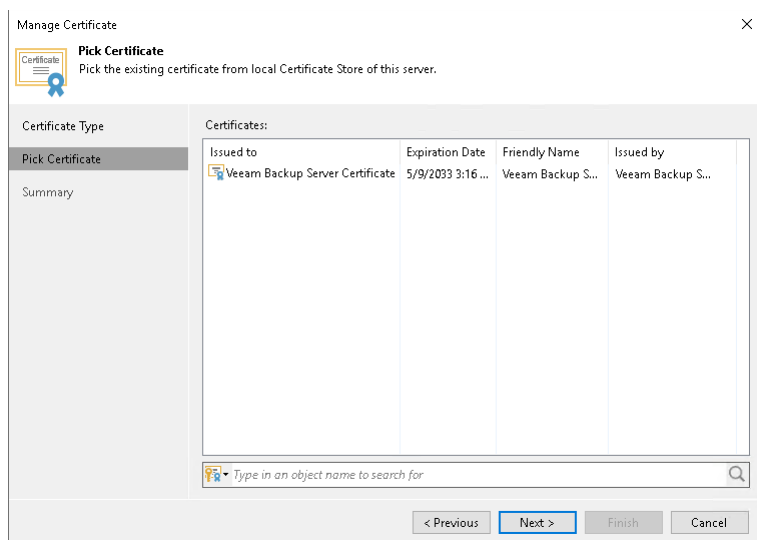 Manage Certificate
Certificate
Pick Certificate
Pick the existing certificate from local Certificate Store of this server.
Certificate Type
Pick Certificate
Summary
Certificates:
Issued to Expiration Date Friendly Name Issued by
Veeam Backup Server Certificate 5/9/2033 3:16 ... Veeam Backup S... Veeam Backup S...
Type in an object name to search for
< Previous Next > Finish Cancel